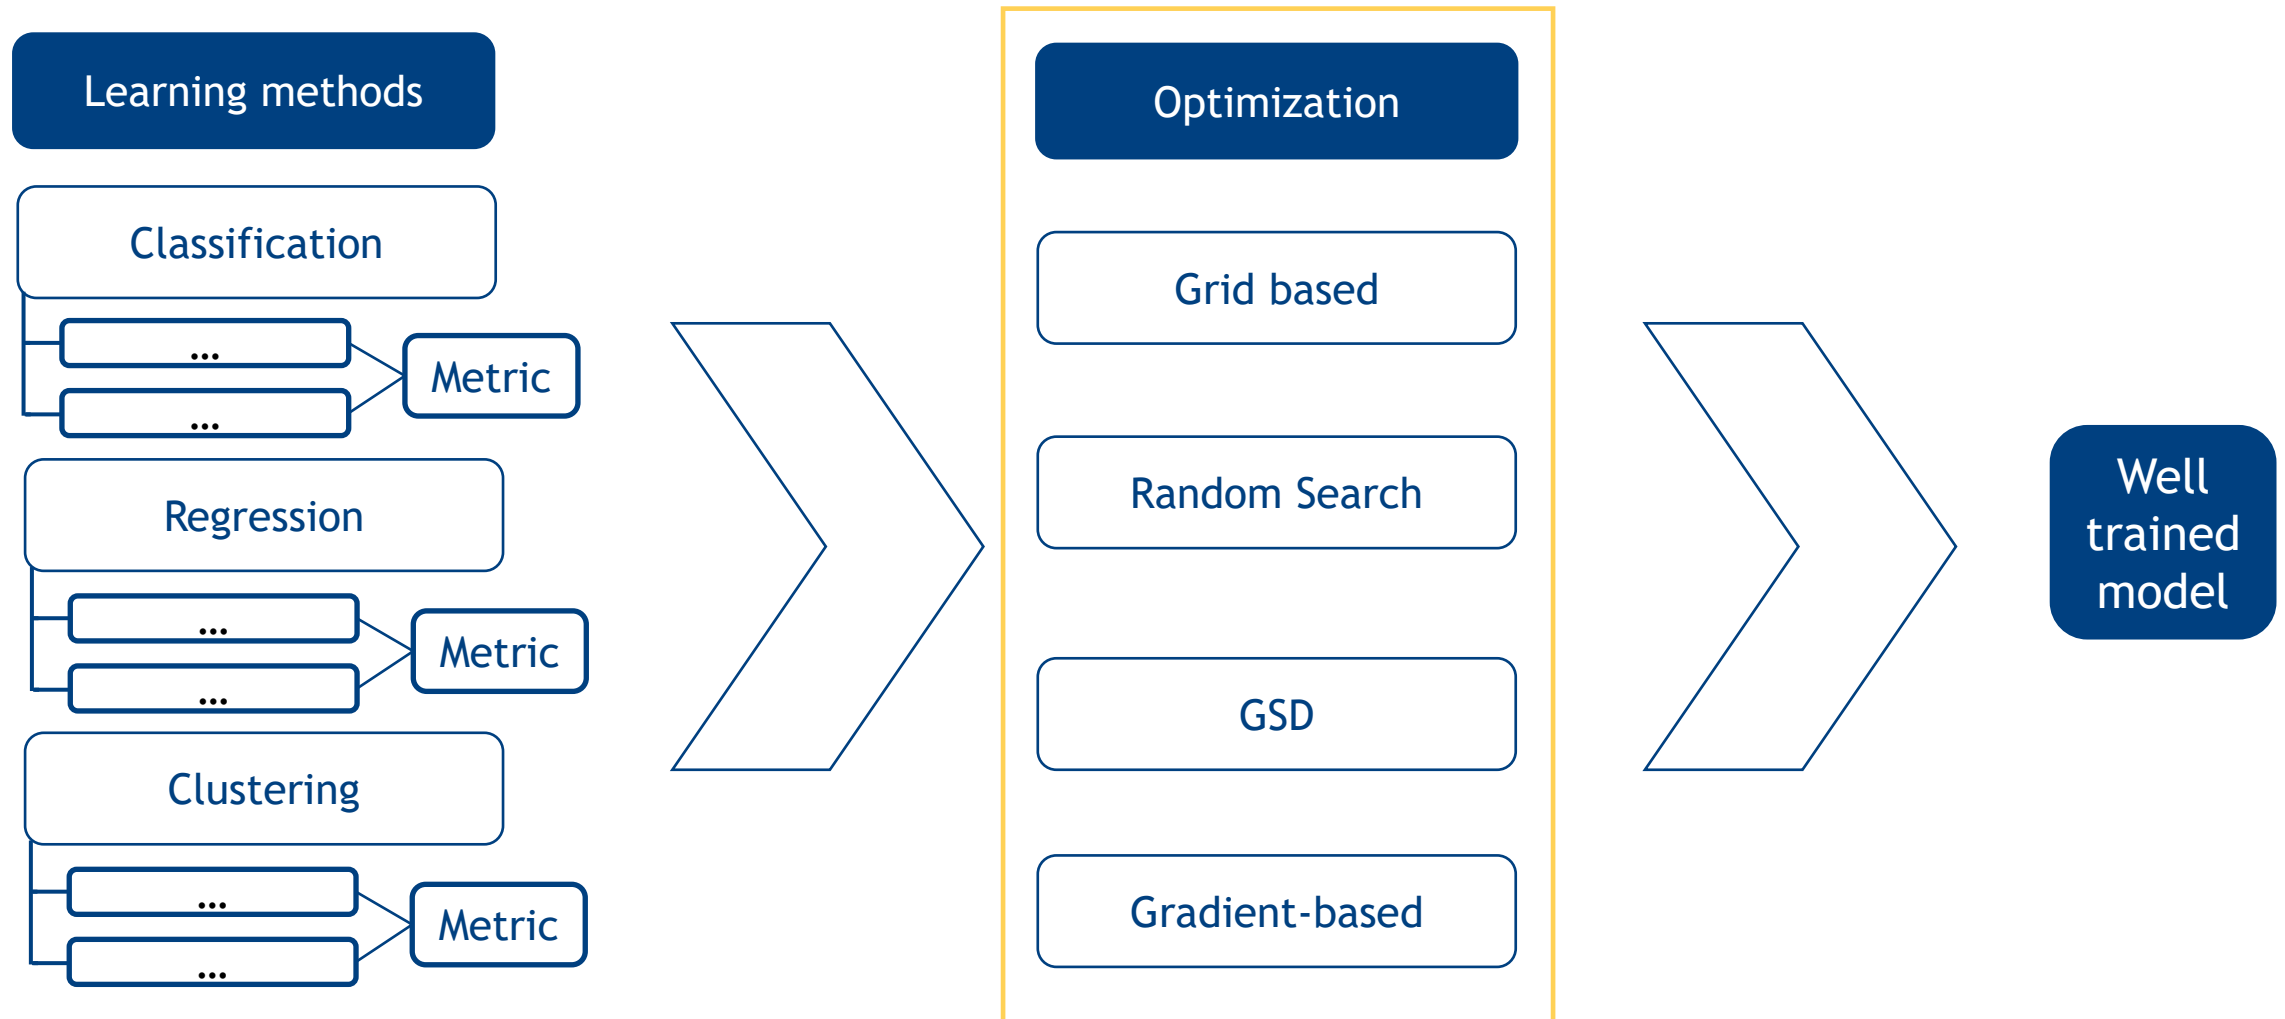 Learning methods
Classification
...
...
Metric
Regression
...
...
Metric
Clustering
...
...
Metric
Optimization
Grid based
Random Search
GSD
Gradient-based
Well
trained
model